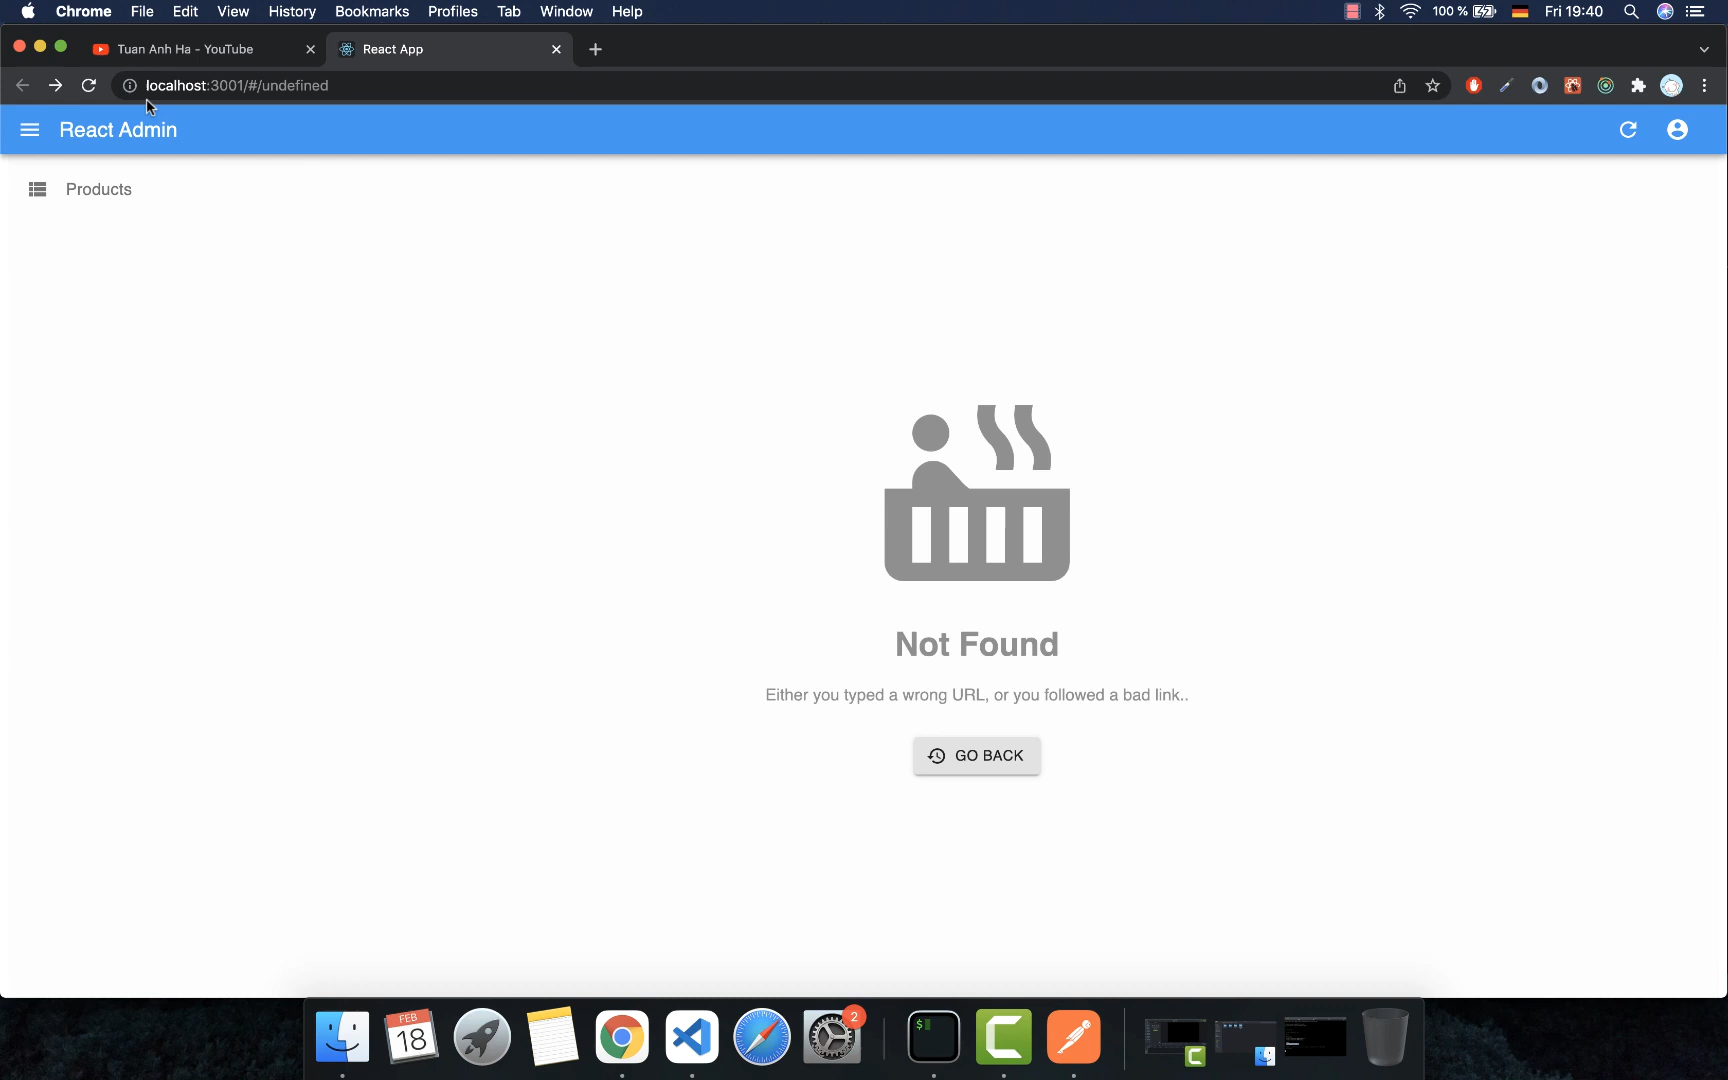 Chrome File Edit View History Bookmarks Profiles Tab Window Help 100 % Fri 19:40
Tuan Anh Ha - YouTube React App
localhost:3001/#/undefined
React Admin
Products
Not Found
Either you typed a wrong URL, or you followed a bad link..
GO BACK
FEB
18
2
$